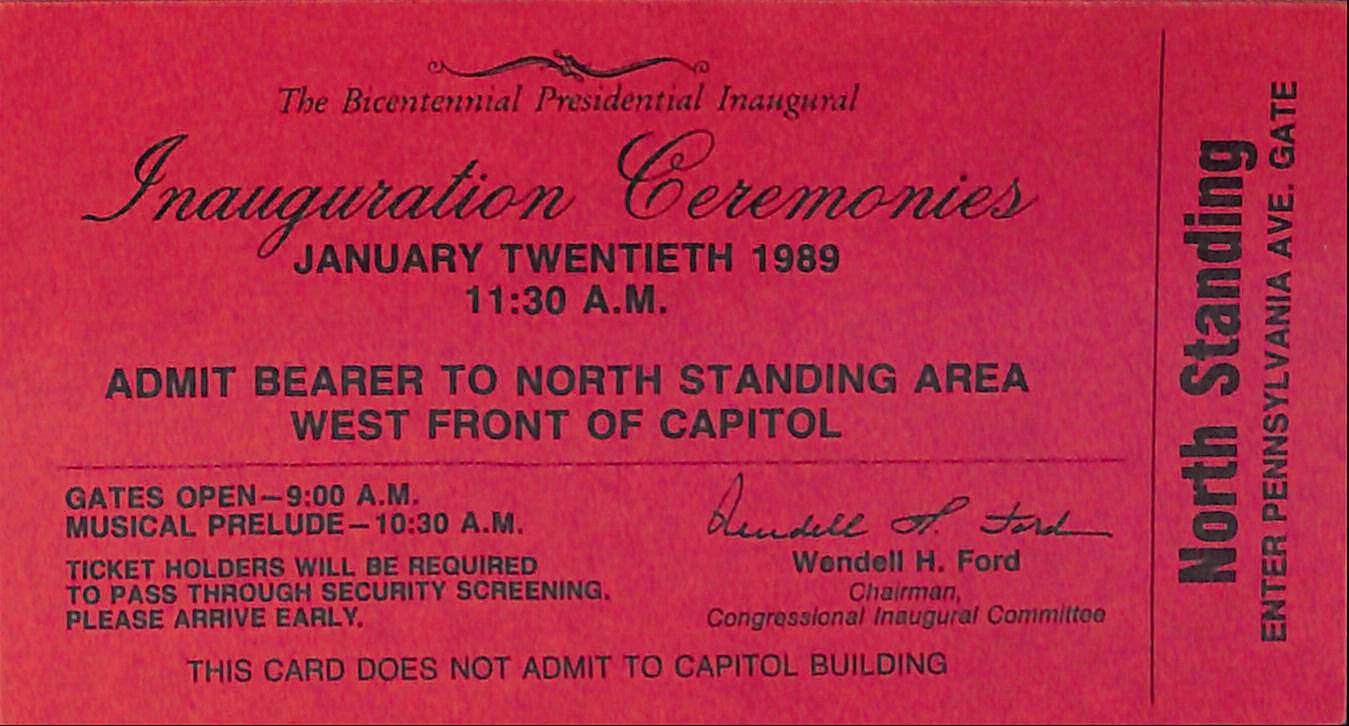 The Bicentennial Presidential Inaugural
Inauguration Ceremonies
JANUARY TWENTIETH 1989
11:30 A.M.
ADMIT BEARER TO NORTH STANDING AREA
WEST FRONT OF CAPITOL
GATES OPEN—9:00 A.M.
MUSICAL PRELUDE—10:30 A.M.
TICKET HOLDERS WILL BE REQUIRED
TO PASS THROUGH SECURITY SCREENING.
PLEASE ARRIVE EARLY.
Wendell H. Ford
Wendell H. Ford
Chairman,
Congressional Inaugural Committee
THIS CARD DOES NOT ADMIT TO CAPITOL BUILDING
North Standing
ENTER PENNSYLVANIA AVE. GATE